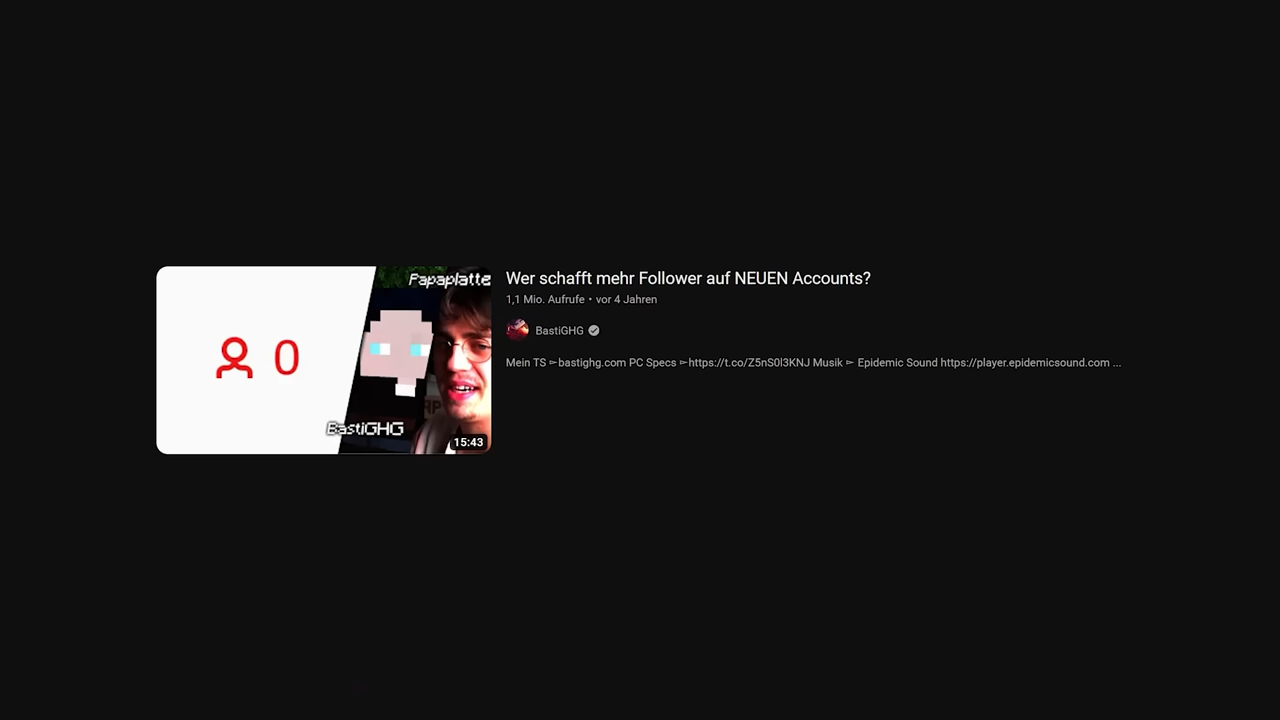 Papaplatte
0
BastiGHG
15:43
Wer schafft mehr Follower auf NEUEN Accounts?
1,1 Mio. Aufrufe • vor 4 Jahren
BastiGHG
Mein TS ►bastighg.com PC Specs ►https://t.co/Z5nS0l3KNJ Musik ► Epidemic Sound https://player.epidemicsound.com ...